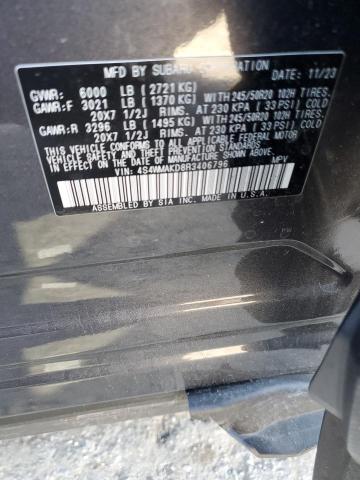 MFD BY SUBARU CORPORATION DATE: 11/23
GVWR: 6000 LB ( 2721 KG)
GAWR:F 3021 LB ( 1370 KG) WITH 245/50R20 102H TIRES.
20X7 1/2J RIMS. AT 230 KPA ( 33 PSI) COLD
GAWR:R 3296 LB ( 1495 KG) WITH 245/50R20 102H TIRES.
20X7 1/2J RIMS. AT 230 KPA ( 33 PSI) COLD
THIS VEHICLE CONFORMS TO ALL APPLICABLE FEDERAL MOTOR
VEHICLE SAFETY STANDARDS IN EFFECT ON THE DATE OF
MANUFACTURE SHOWN ABOVE.
VIN: 4S4WMAKD8R3406796 MPV
ASSEMBLED BY SIA INC. MADE IN U.S.A.